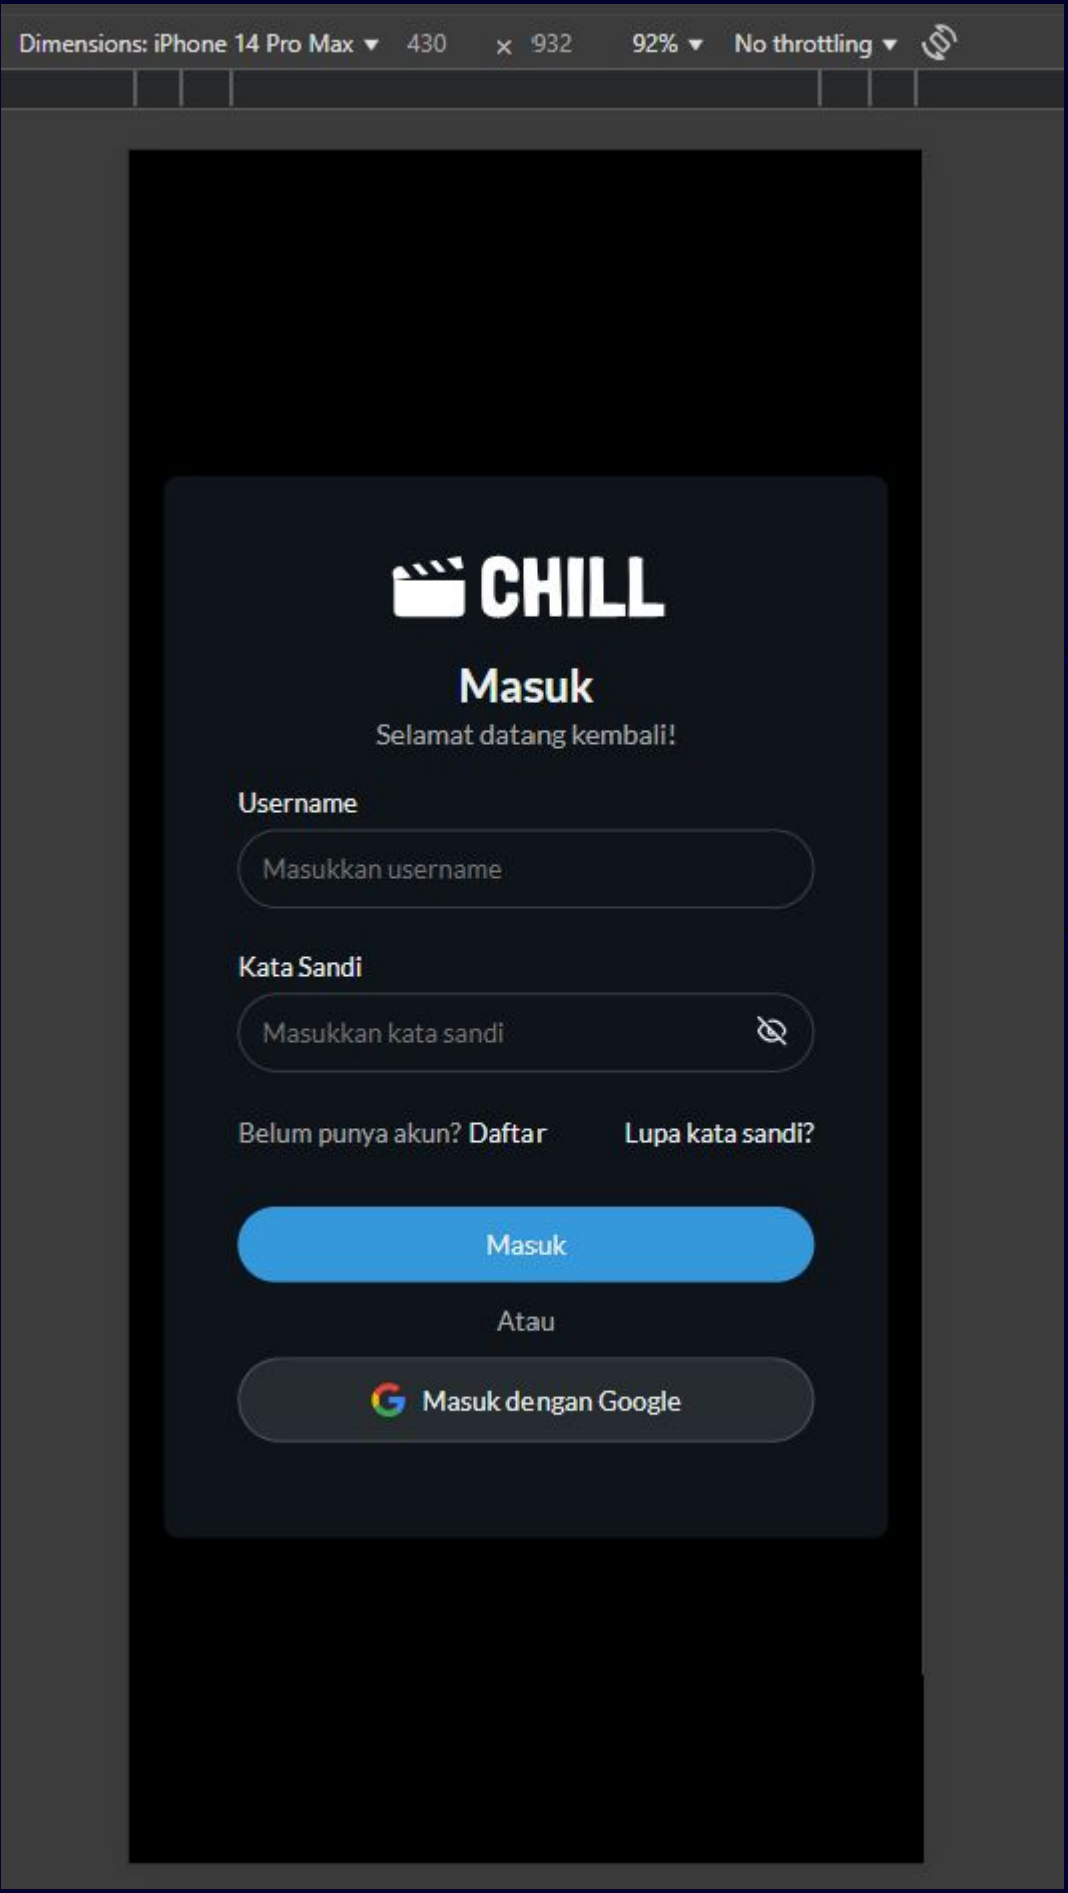 Dimensions: iPhone 14 Pro Max ▼ 430 × 932 92% ▼ No throttling ▼
CHILL
Masuk
Selamat datang kembali!
Username
Masukkan username
Kata Sandi
Masukkan kata sandi
Belum punya akun? Daftar Lupa kata sandi?
Masuk
Atau
Masuk dengan Google